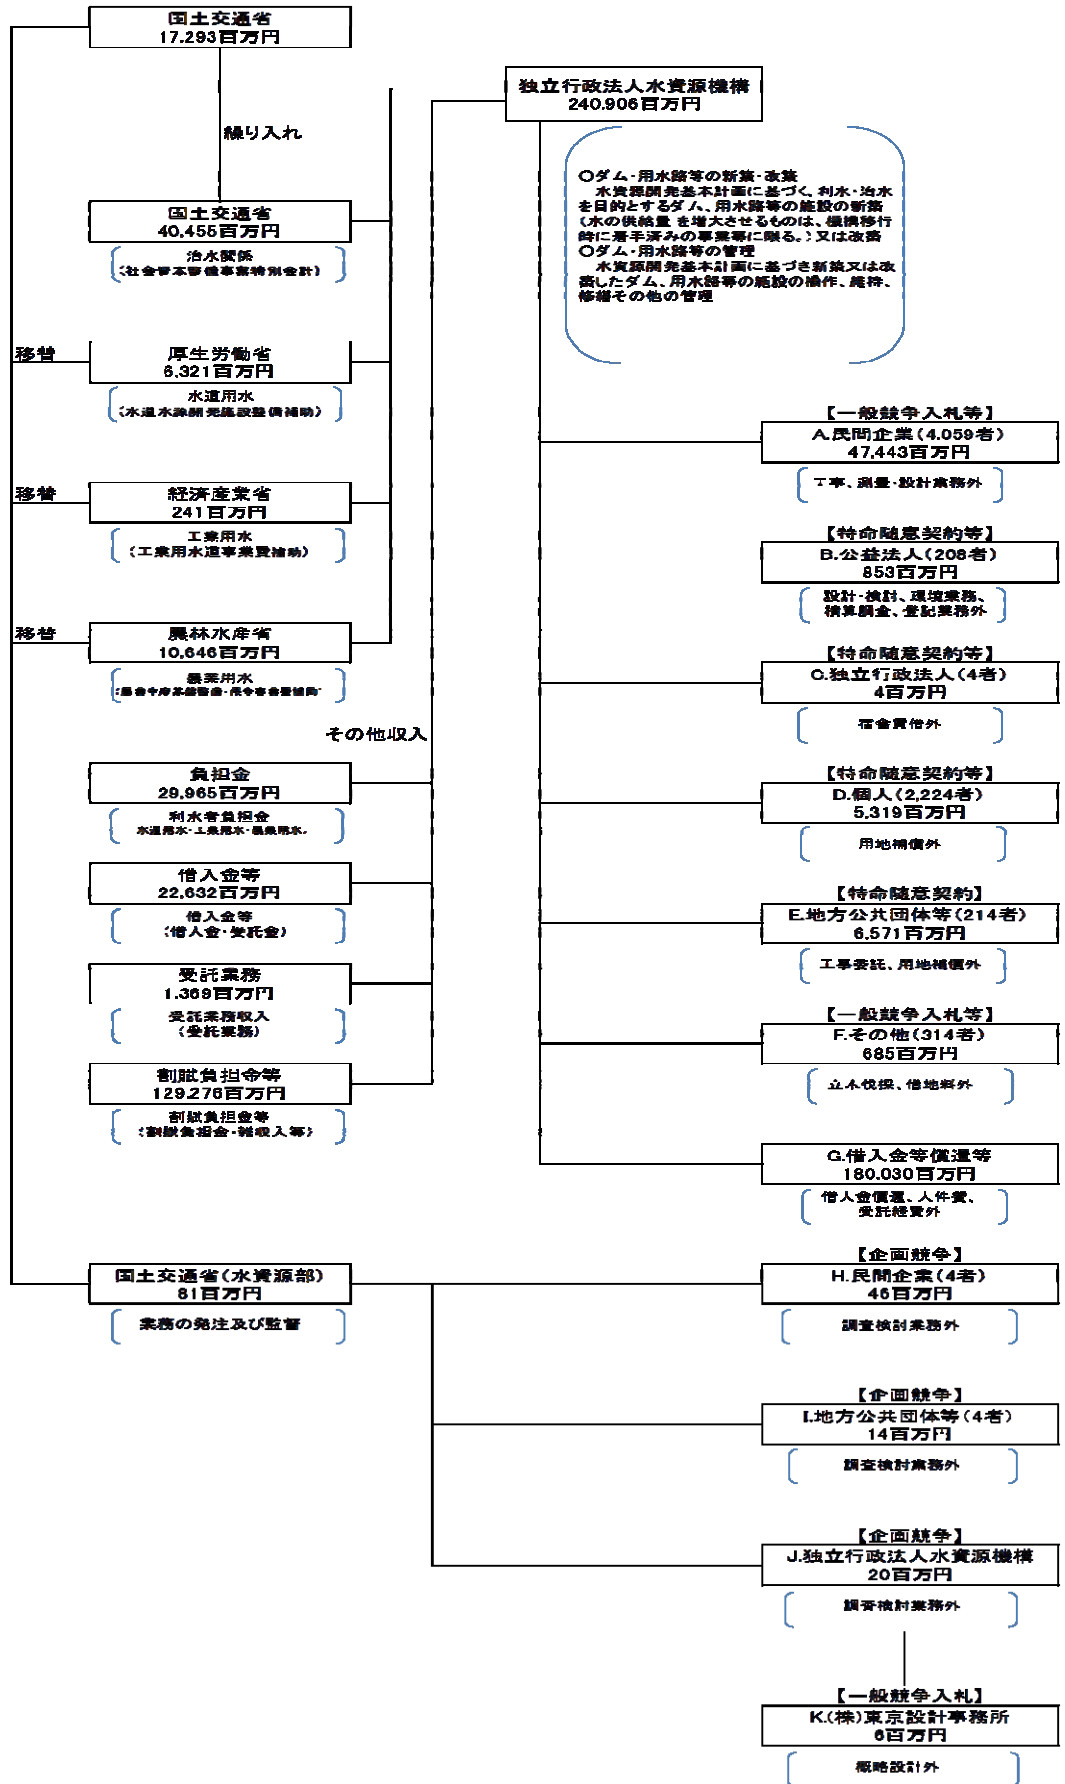 国土交通省
17,293百万円
繰り入れ
国土交通省
40,455百万円
治水関係
(社会資本整備事業特別会計)
移替
厚生労働省
6,321百万円
水道用水
(水道水源開発施設整備補助)
移替
経済産業省
241百万円
工業用水
(工業用水道事業費補助)
移替
農林水産省
10,646百万円
農業用水
その他収入
負担金
29,965百万円
利水者負担金
水道用水・工業用水・農業用水
借入金等
22,632百万円
借入金等
(借入金・受託金)
受託業務
1,369百万円
受託業務収入
(受託業務)
割賦負担金等
129,276百万円
割賦負担金等
(割賦負担金・雑収入等)
独立行政法人水資源機構
240,906百万円
〇ダム・用水路等の新築・改築
水資源開発基本計画に基づく、利水・治水
を目的とするダム、用水路等の施設の新築
(水の供給量を増大させるものは、機構移行
時に着手済みの事業等に限る。)又は改築
〇ダム・用水路等の管理
水資源開発基本計画に基づき新築又は改
築したダム、用水路等の施設の操作、維持、
修繕その他の管理
【一般競争入札等】
A.民間企業(4,059者)
47,443百万円
工事、測量・設計業務外
【特命随意契約等】
B.公益法人(208者)
853百万円
設計・検討、環境業務、
積算調査、登記業務外
【特命随意契約等】
C.独立行政法人(4者)
4百万円
宿舎賃借外
【特命随意契約等】
D.個人(2,224者)
5,319百万円
用地補償外
【特命随意契約】
E.地方公共団体等(214者)
6,571百万円
工事委託、用地補償外
【一般競争入札等】
F.その他(314者)
685百万円
立木伐採、借地料外
G.借入金等償還等
180,030百万円
借入金償還、人件費、
受託経費外
国土交通省(水資源部)
81百万円
業務の発注及び監督
【企画競争】
H.民間企業(4者)
46百万円
調査検討業務外
【企画競争】
I.地方公共団体等(4者)
14百万円
調査検討業務外
【企画競争】
J.独立行政法人水資源機構
20百万円
調査検討業務外
【一般競争入札】
K.(株)東京設計事務所
6百万円
概略設計外